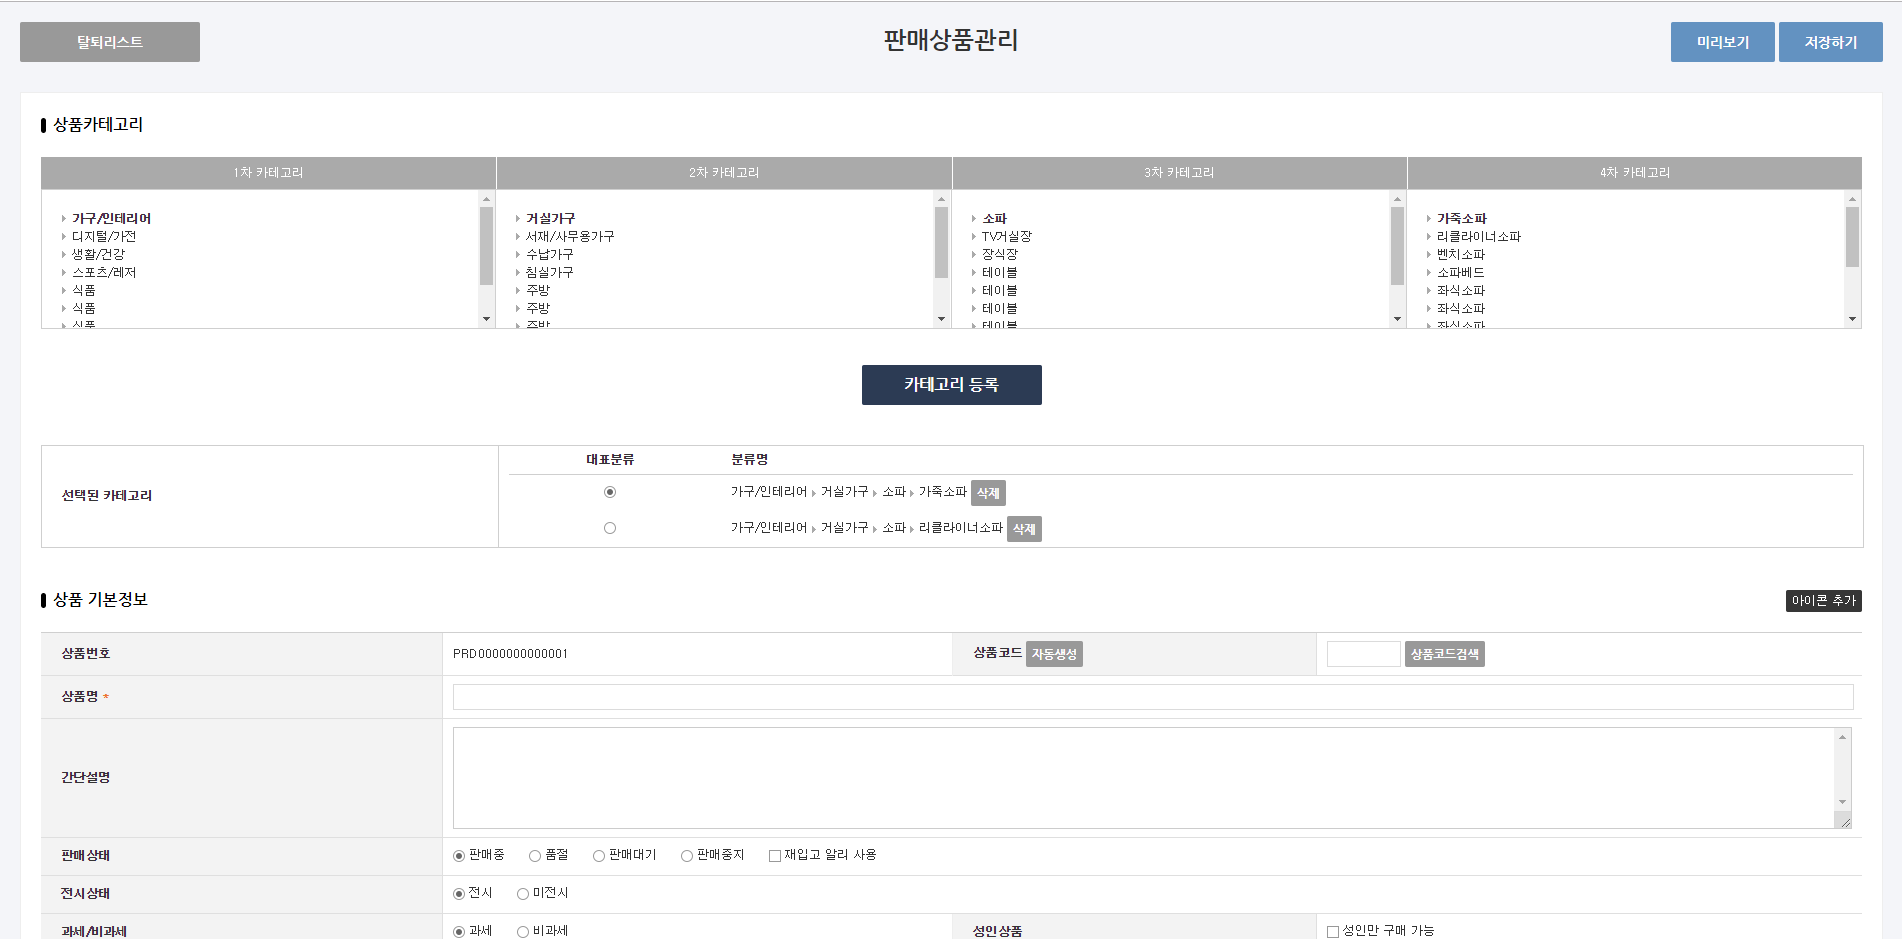 탈퇴리스트
판매상품관리
미리보기
저장하기
상품카테고리
1차 카테고리
2차 카테고리
3차 카테고리
4차 카테고리
가구/인테리어
디지털/가전
생활/건강
스포츠/레저
식품
식품
식품
거실가구
서재/사무용가구
수납가구
침실가구
주방
주방
주방
소파
TV거실장
장식장
테이블
테이블
테이블
가죽소파
리클라이너소파
벤치소파
소파베드
좌식소파
좌식소파
좌식소파
카테고리 등록
선택된 카테고리
대표분류 분류명
가구/인테리어 거실가구 소파 가죽소파 삭제
가구/인테리어 거실가구 소파 리클라이너소파 삭제
상품 기본정보
아이콘 추가
상품번호 PRD0000000000001 상품코드 자동생성 상품코드검색
상품명 *
간단설명
판매상태 판매중 품절 판매대기 판매중지 재입고 알리 사용
전시상태 전시 미전시
과세/비과세 과세 비과세 성인상품 성인만 구매 가능